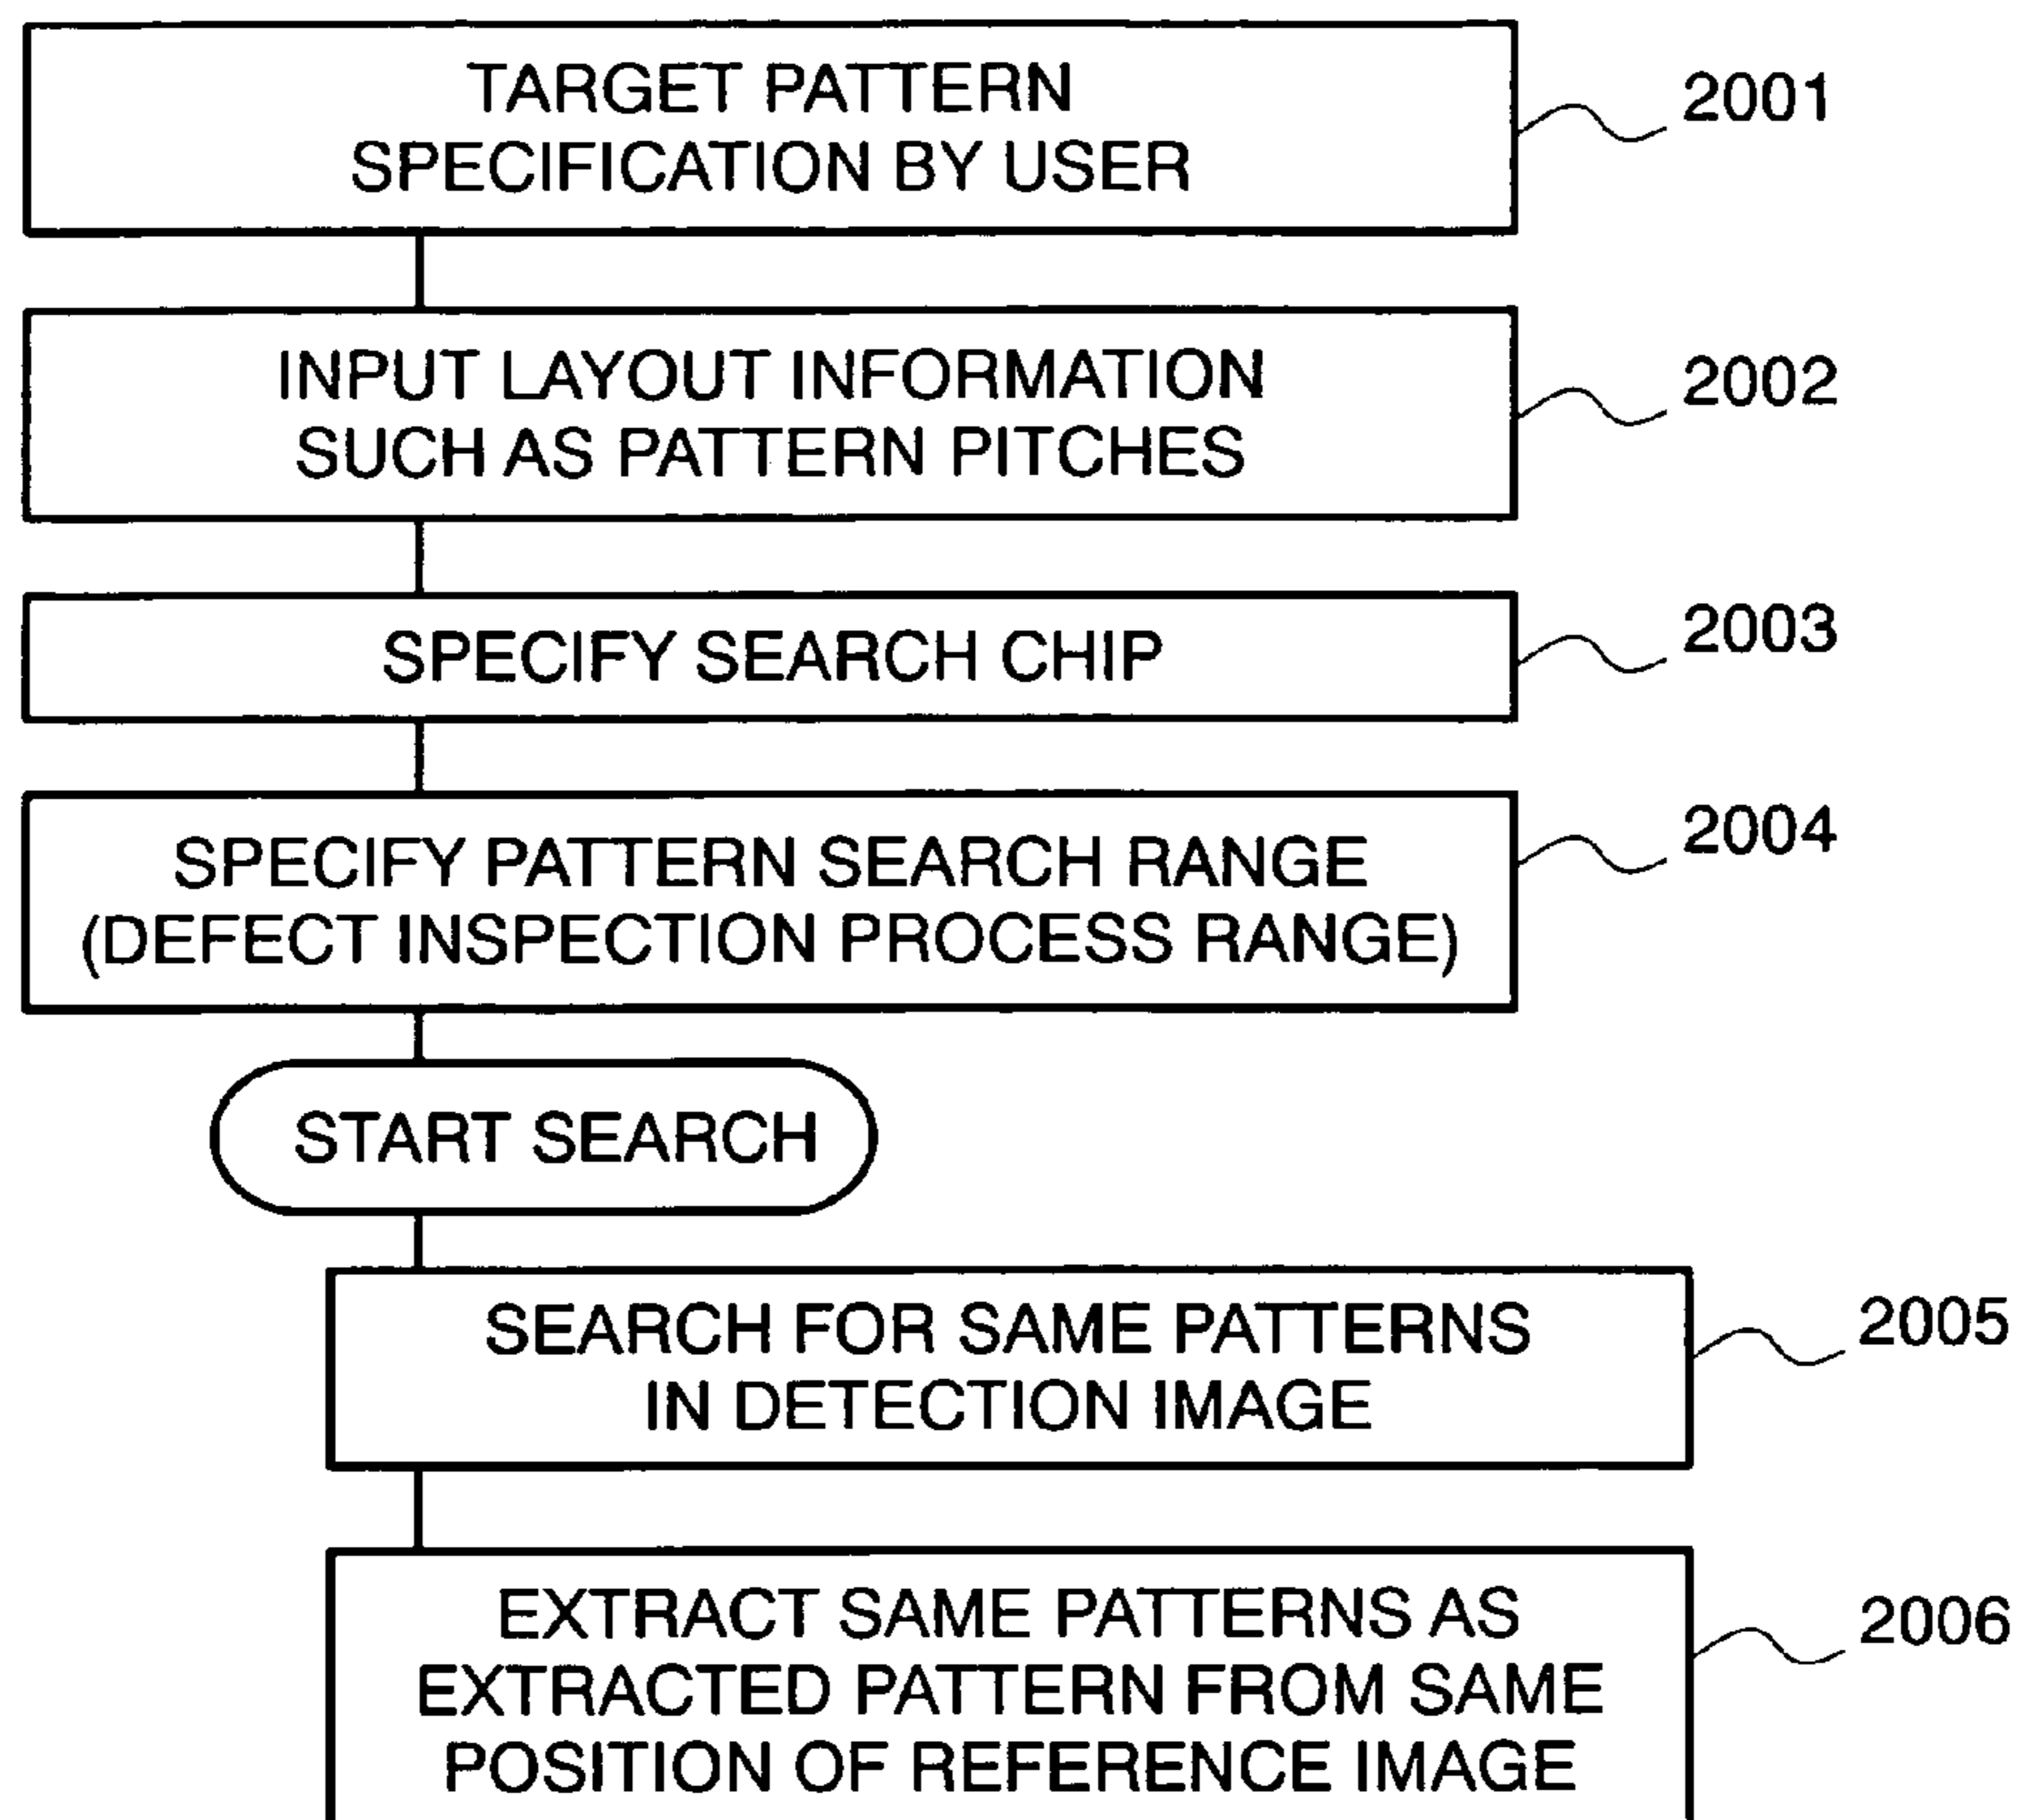 TARGET PATTERN
SPECIFICATION BY USER
2001
INPUT LAYOUT INFORMATION
SUCH AS PATTERN PITCHES
2002
SPECIFY SEARCH CHIP
2003
SPECIFY PATTERN SEARCH RANGE
(DEFECT INSPECTION PROCESS RANGE)
2004
START SEARCH
SEARCH FOR SAME PATTERNS
IN DETECTION IMAGE
2005
EXTRACT SAME PATTERNS AS
EXTRACTED PATTERN FROM SAME
POSITION OF REFERENCE IMAGE
2006